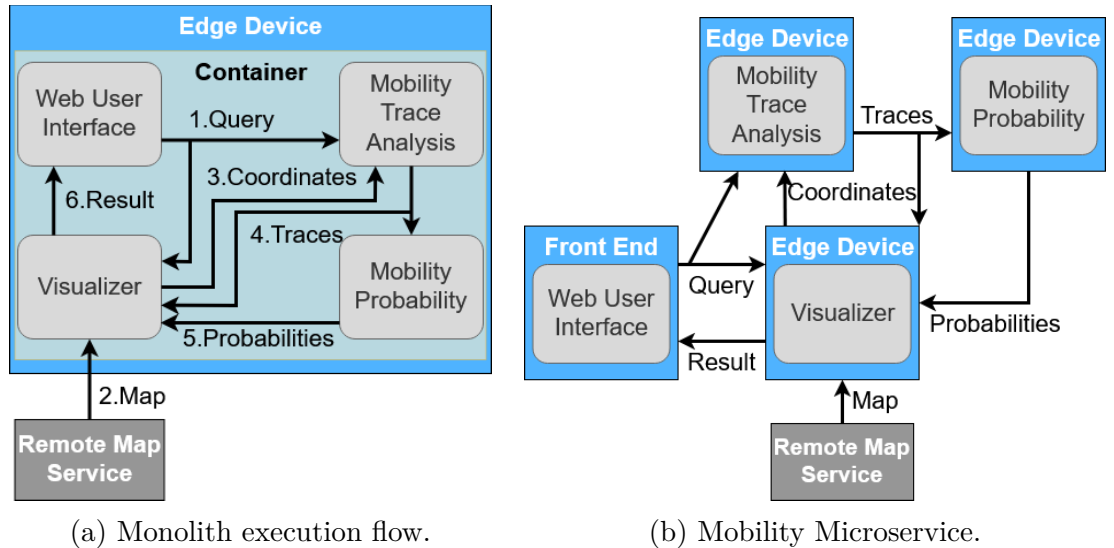 Edge Device
Container
Web User
Interface
1.Query
Mobility
Trace
Analysis
3.Coordinates
6.Result
4.Traces
Visualizer
Mobility
Probability
5.Probabilities
2.Map
Remote Map
Service
(a) Monolith execution flow.
Edge Device
Mobility
Trace
Analysis
Traces
Edge Device
Mobility
Probability
Coordinates
Front End
Web User
Interface
Query
Result
Edge Device
Visualizer
Probabilities
Map
Remote Map
Service
(b) Mobility Microservice.